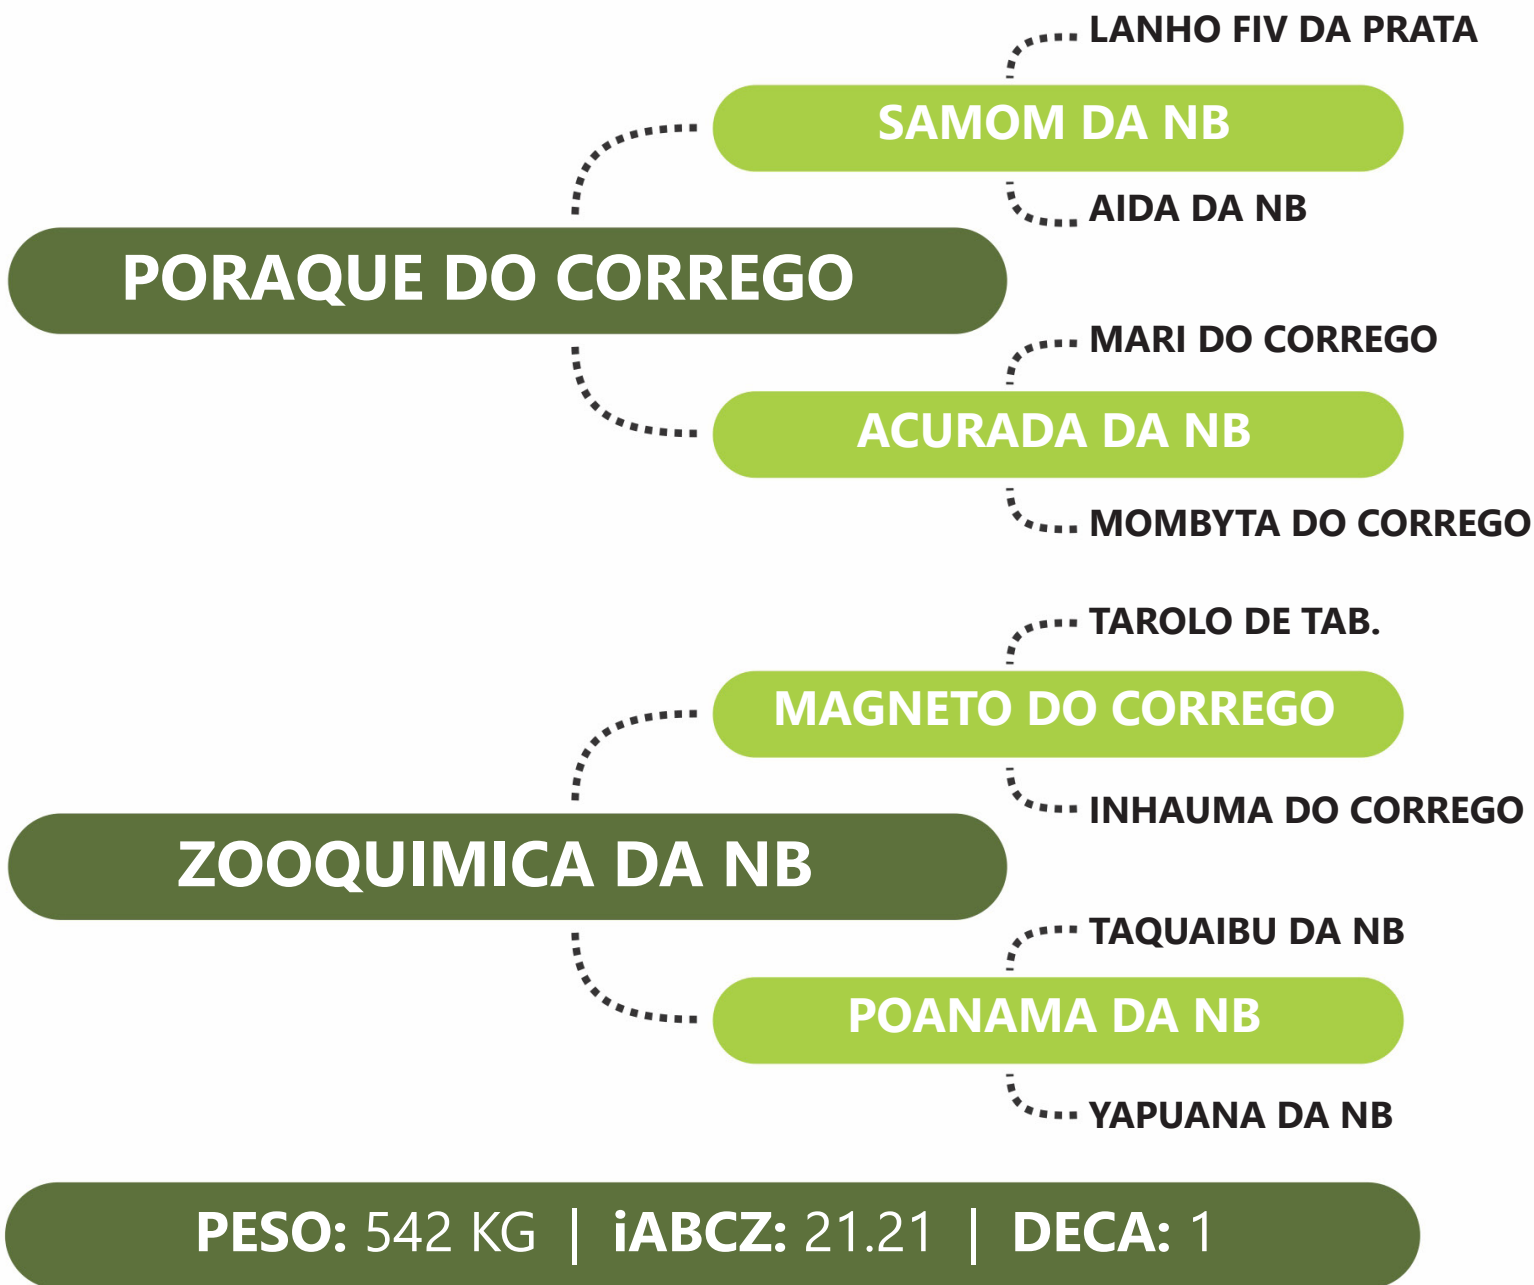 LANHO FIV DA PRATA
SAMOM DA NB
AIDA DA NB
PORAQUE DO CORREGO
MARI DO CORREGO
ACURADA DA NB
MOMBYTA DO CORREGO
TAROLO DE TAB.
MAGNETO DO CORREGO
INHAUMA DO CORREGO
ZOOQUIMICA DA NB
TAQUAIBU DA NB
POANAMA DA NB
YAPUANA DA NB
PESO: 542 KG | iABCZ: 21.21 | DECA: 1